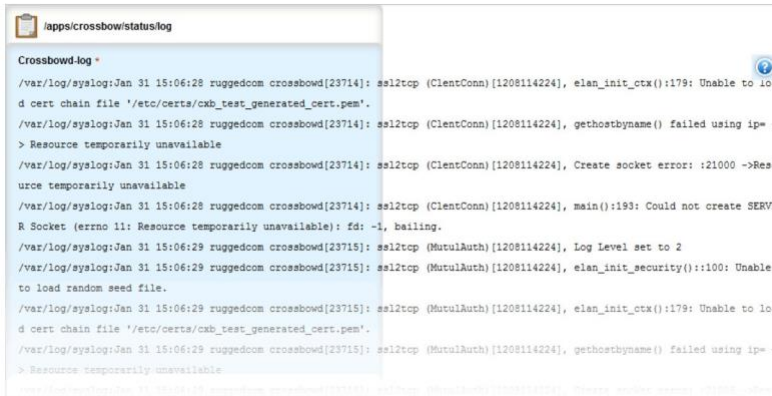 /apps/crossbow/status/log
Crossbowd-log *
/var/log/syslog:Jan 31 15:06:28 ruggedcom crossbowd[23714]: ssl2tcp (ClentConn)[1208114224], elan_init_ctx():179: Unable to lo
d cert chain file '/etc/certs/cxb_test_generated_cert.pem'.
/var/log/syslog:Jan 31 15:06:28 ruggedcom crossbowd[23714]: ssl2tcp (ClentConn)[1208114224], gethostbyname() failed using ip=
> Resource temporarily unavailable
/var/log/syslog:Jan 31 15:06:28 ruggedcom crossbowd[23714]: ssl2tcp (ClentConn)[1208114224], Create socket error: :21000 ->Res
urce temporarily unavailable
/var/log/syslog:Jan 31 15:06:28 ruggedcom crossbowd[23714]: ssl2tcp (ClentConn)[1208114224], main():193: Could not create SERV
R Socket (errno 11: Resource temporarily unavailable): fd: -1, bailing.
/var/log/syslog:Jan 31 15:06:29 ruggedcom crossbowd[23715]: ssl2tcp (MutulAuth)[1208114224], Log Level set to 2
/var/log/syslog:Jan 31 15:06:29 ruggedcom crossbowd[23715]: ssl2tcp (MutulAuth)[1208114224], elan_init_security()::100: Unable
to load random seed file.
/var/log/syslog:Jan 31 15:06:29 ruggedcom crossbowd[23715]: ssl2tcp (MutulAuth)[1208114224], elan_init_ctx():179: Unable to lo
d cert chain file '/etc/certs/cxb_test_generated_cert.pem'.
/var/log/syslog:Jan 31 15:06:29 ruggedcom crossbowd[23715]: ssl2tcp (MutulAuth)[1208114224], gethostbyname() failed using ip=
> Resource temporarily unavailable